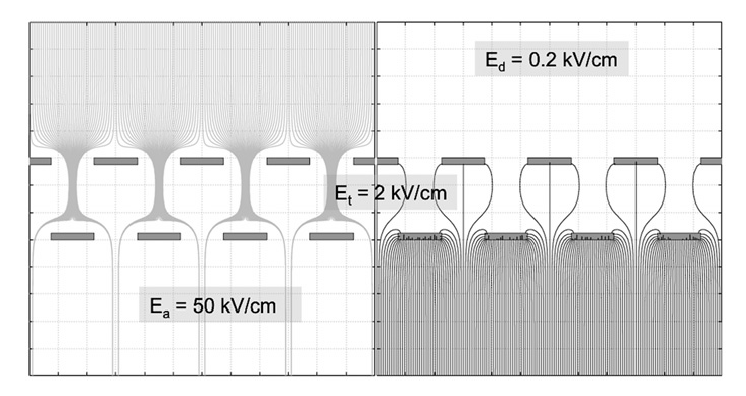 E_d = 0.2 kV/cm
E_t = 2 kV/cm
E_a = 50 kV/cm